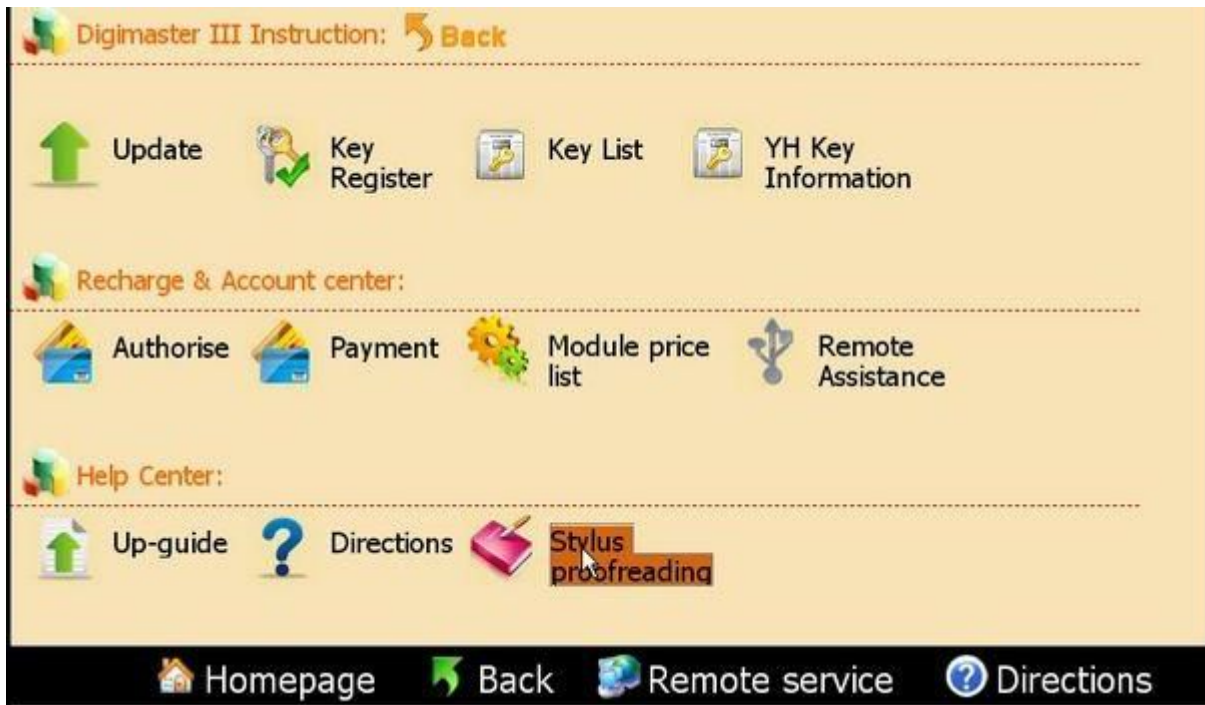 Digimaster III Instruction: Back
Update Key Register Key List YH Key Information
Recharge & Account center:
Authorise Payment Module price list Remote Assistance
Help Center:
Up-guide Directions Stylus proofreading
Homepage Back Remote service Directions